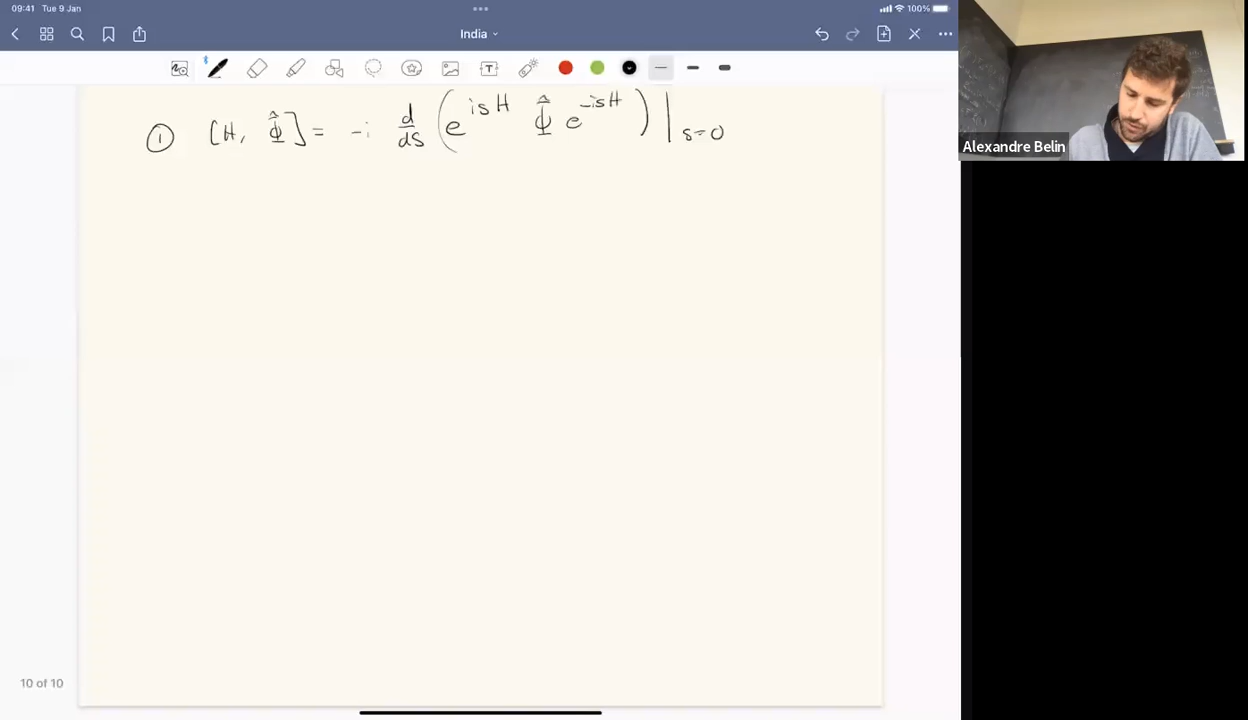 09:41 Tue 9 Jan
100%
India
① [H, Φ̂] = -i d/ds (e^{isH} Φ̂ e^{-isH}) |_{s=0}
Alexandre Belin
10 of 10